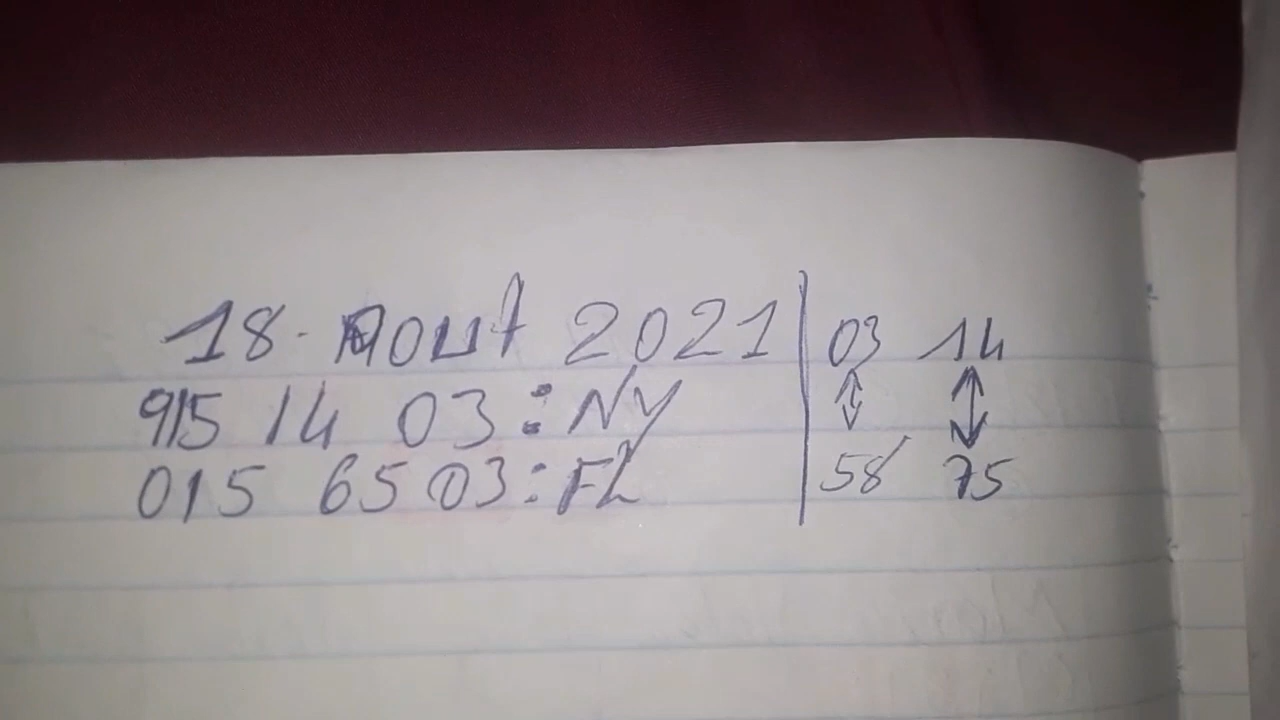 18 Aout 2021
915 14 03 : NY
015 65 03 : FL
03 14
58 75